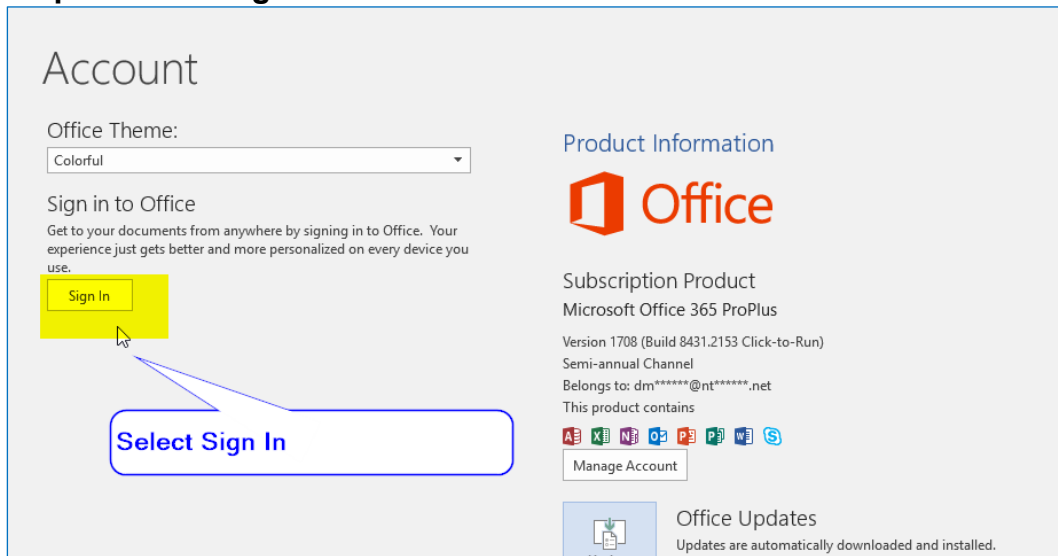 Account
Office Theme:
Colorful
Sign in to Office
Get to your documents from anywhere by signing in to Office. Your
experience just gets better and more personalized on every device you
use.
Sign In
Select Sign In
Product Information
Office
Subscription Product
Microsoft Office 365 ProPlus
Version 1708 (Build 8431.2153 Click-to-Run)
Semi-annual Channel
Belongs to: dm******@nt******.net
This product contains
Manage Account
Office Updates
Updates are automatically downloaded and installed.